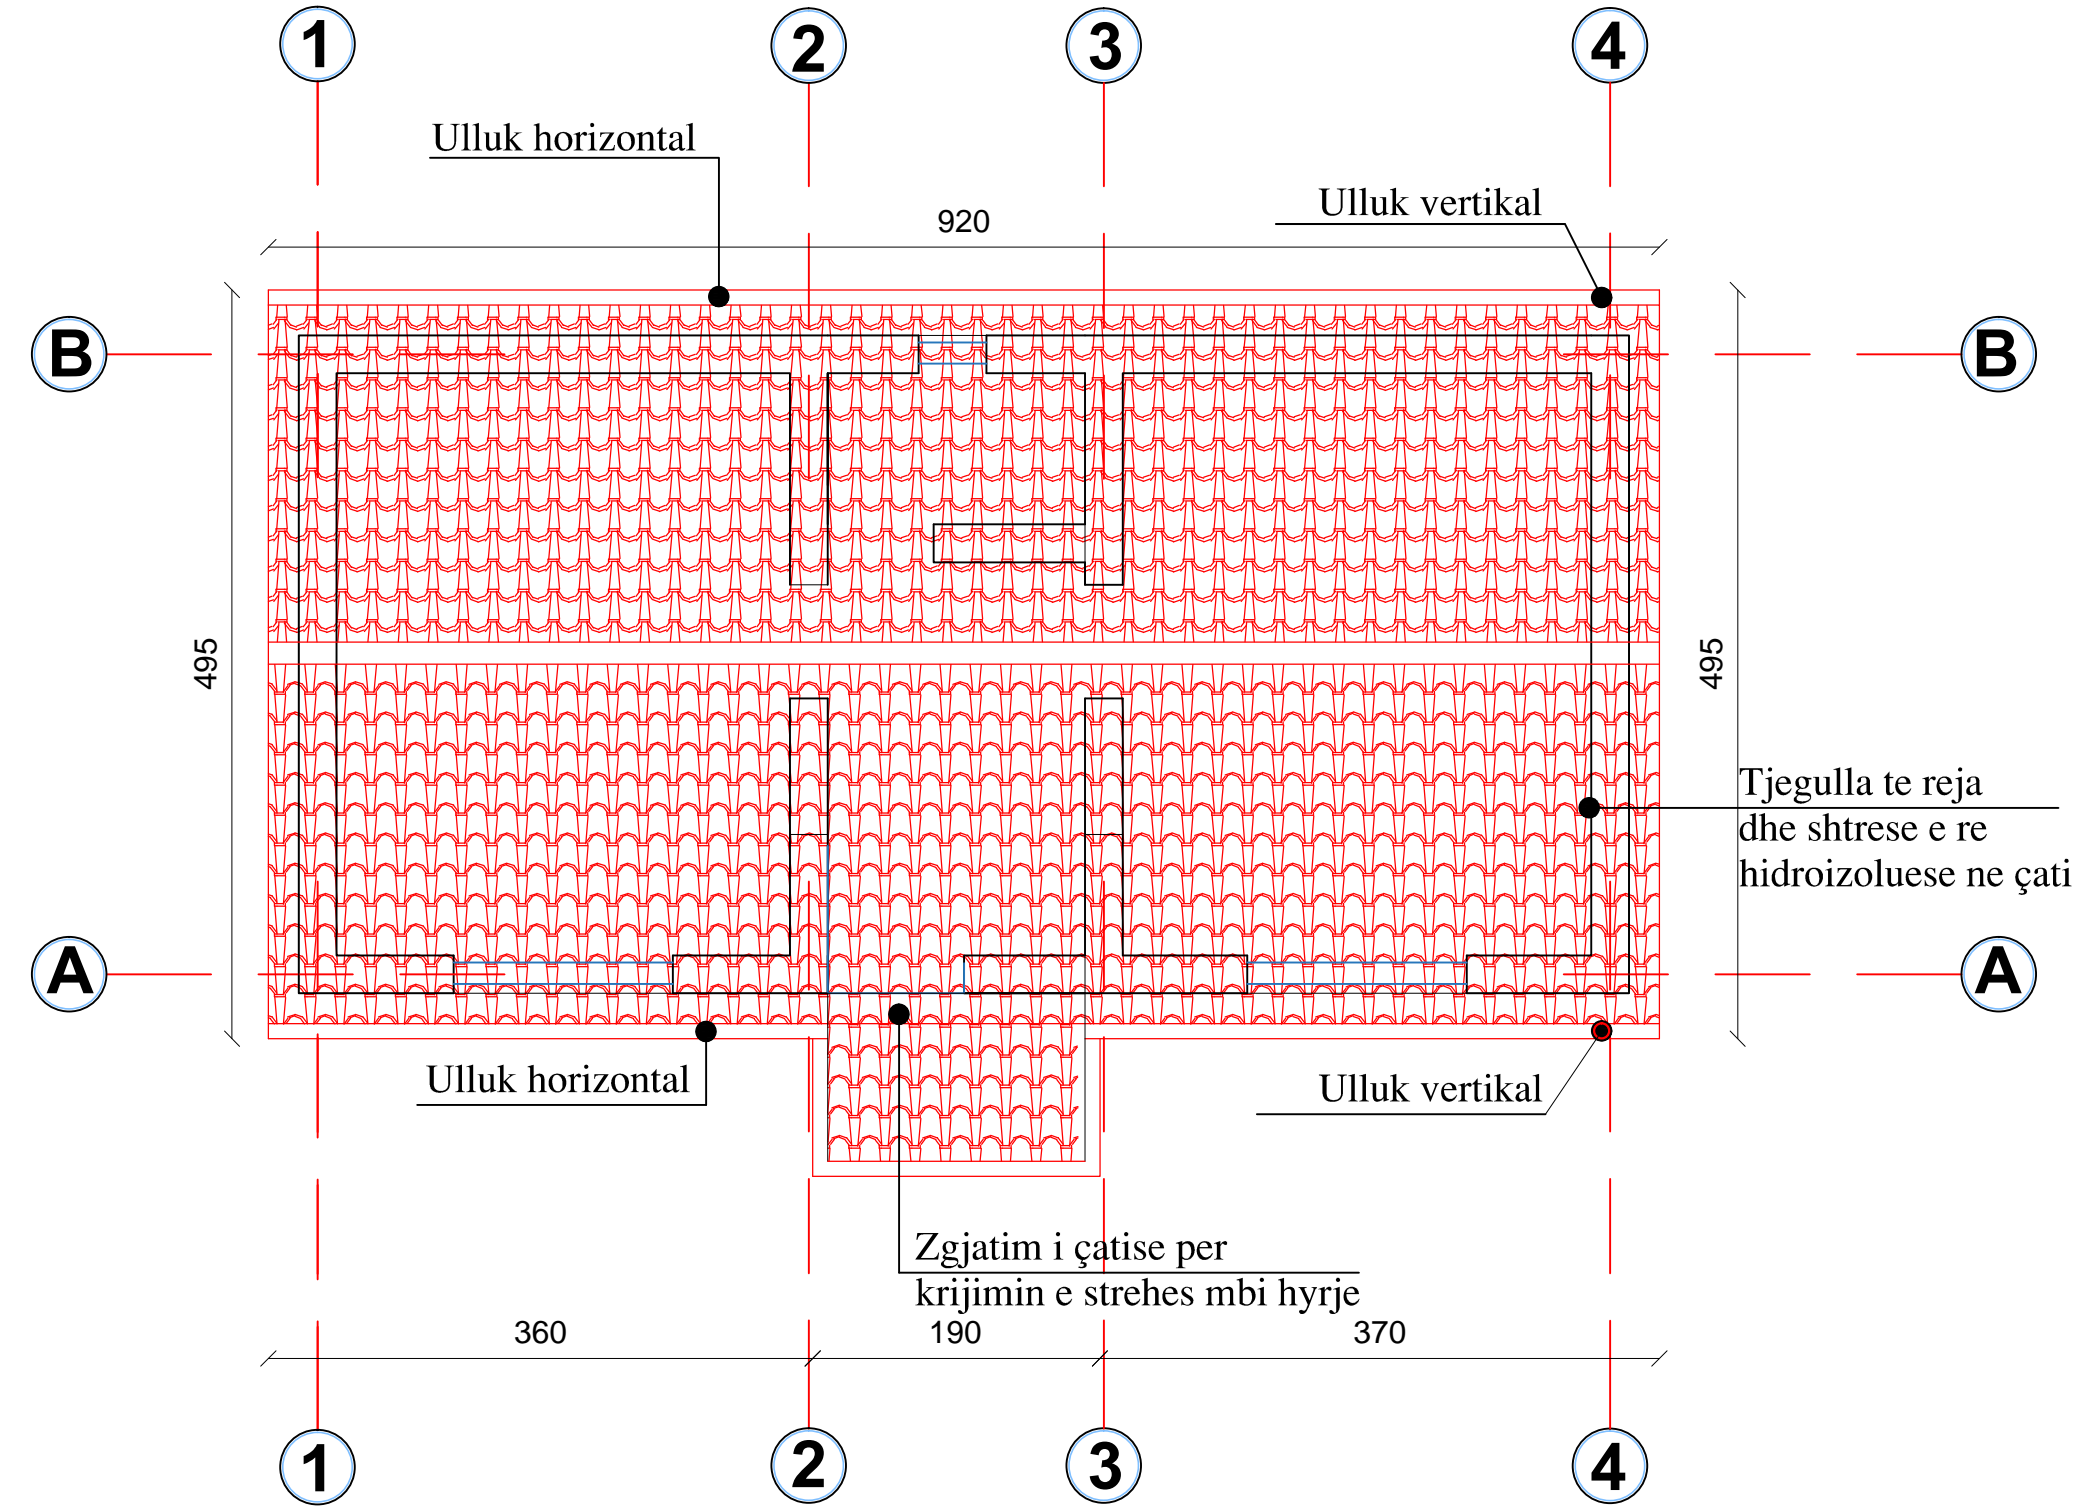 1 2 3 4
Ulluk horizontal
Ulluk vertikal
920
B B
495 495
Tjegulla te reja
dhe shtrese e re
hidroizoluese ne çati
A A
Ulluk horizontal
Ulluk vertikal
Zgjatim i çatise per
krijimin e strehes mbi hyrje
360 190 370
1 2 3 4